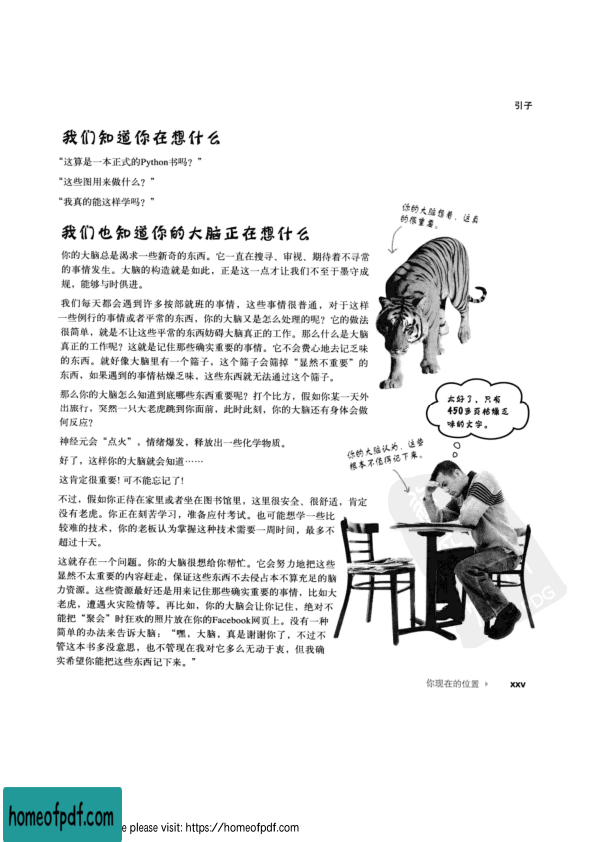 引子
我们知道你在想什么
“这算是一本正式的Python书吗？”
“这些图用来做什么？”
“我真的能这样学吗？”
我们也知道你的大脑正在想什么
你的大脑总是渴求一些新奇的东西。它一直在搜寻、审视、期待着不寻常
的事情发生。大脑的构造就是如此，正是这一点才让我们不至于墨守成
规，能够与时俱进。
我们每天都会遇到许多按部就班的事情，这些事情很普通，对于这样
一些例行的事情或者平常的东西，你的大脑又是怎么处理的呢？它的做法
很简单，就是不让这些平常的东西妨碍大脑真正的工作。那么什么是大脑
真正的工作呢？这就是记住那些确实重要的事情。它不会费心地去记乏味
的东西。就好像大脑里有一个筛子，这个筛子会筛掉“显然不重要”的
东西，如果遇到的事情枯燥乏味，这些东西就无法通过这个筛子。
那么你的大脑怎么知道到底哪些东西重要呢？打个比方，假如你某一天外
出旅行，突然一只大老虎跳到你面前，此时此刻，你的大脑还有身体会做
何反应？
神经元会“点火”，情绪爆发，释放出一些化学物质。
好了，这样你的大脑就会知道……
这肯定很重要! 可不能忘记了!
不过，假如你正待在家里或者坐在图书馆里，这里很安全、很舒适，肯定
没有老虎。你正在刻苦学习，准备应付考试。也可能想学一些比
较难的技术，你的老板认为掌握这种技术需要一周时间，最多不
超过十天。
这就存在一个问题。你的大脑很想给你帮忙。它会努力地把这些
显然不太重要的内容赶走，保证这些东西不去侵占本不算充足的脑
力资源。这些资源最好还是用来记住那些确实重要的事情，比如大
老虎，遭遇火灾险情等。再比如，你的大脑会让你记住，绝对不
能把“聚会”时狂欢的照片放在你的Facebook网页上。没有一种
简单的办法来告诉大脑：“嘿，大脑，真是谢谢你了，不过不
管这本书多没意思，也不管现在我对它多么无动于衷，但我确
实希望你能把这些东西记下来。”
你的大脑想着，这真
的很重要。
太好了，只有
450多页枯燥乏
味的文字。
你的大脑认为，这些
根本不值得记下来。
DG
你现在的位置 ▸ xxv
homeofpdf.com
e please visit: https://homeofpdf.com